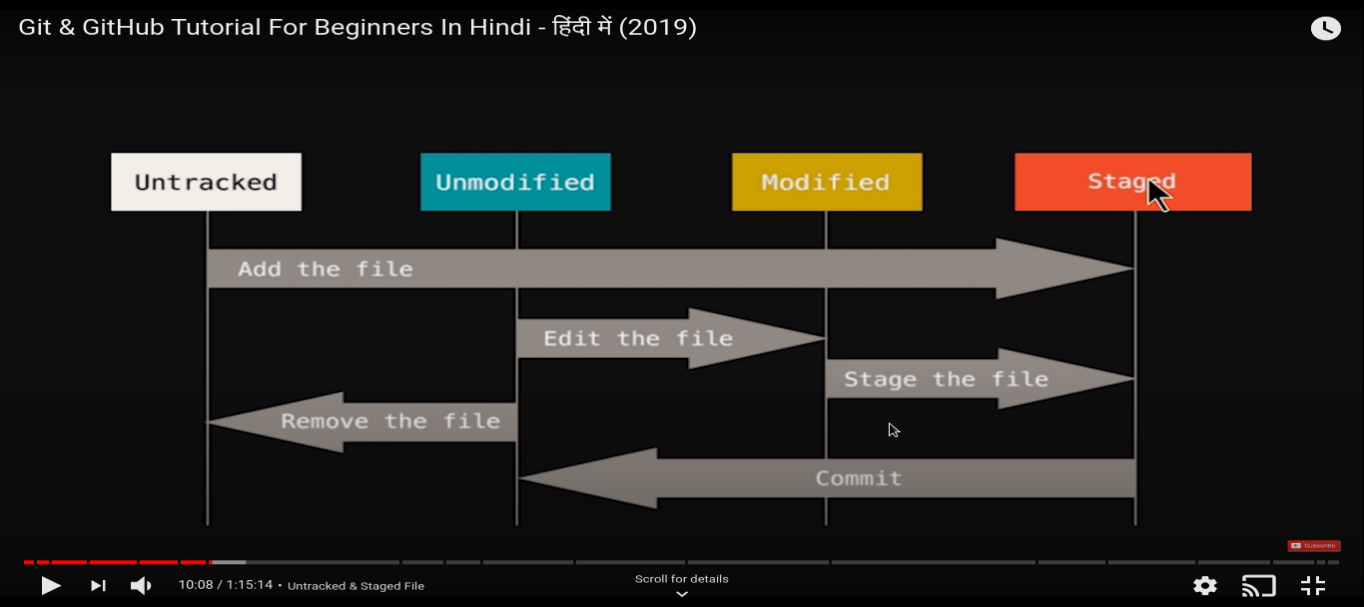 Git & GitHub Tutorial For Beginners In Hindi - हिंदी में (2019)
Untracked
Unmodified
Modified
Staged
Add the file
Edit the file
Stage the file
Remove the file
Commit
Subscribe
10:08 / 1:15:14 • Untracked & Staged File
Scroll for details